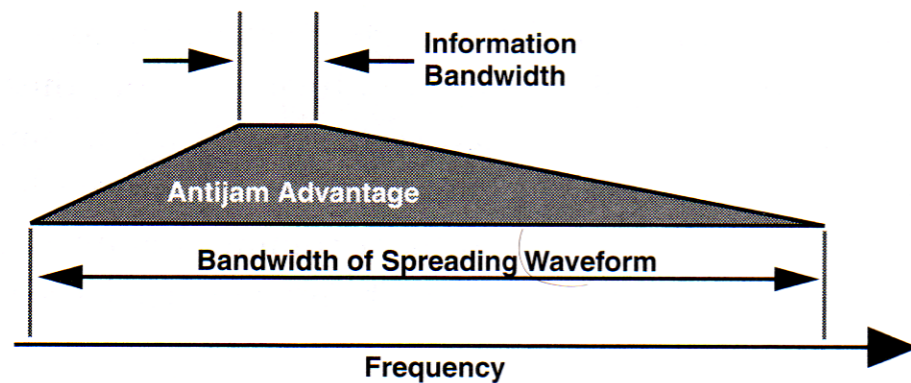 Information
Bandwidth
Antijam Advantage
Bandwidth of Spreading Waveform
Frequency